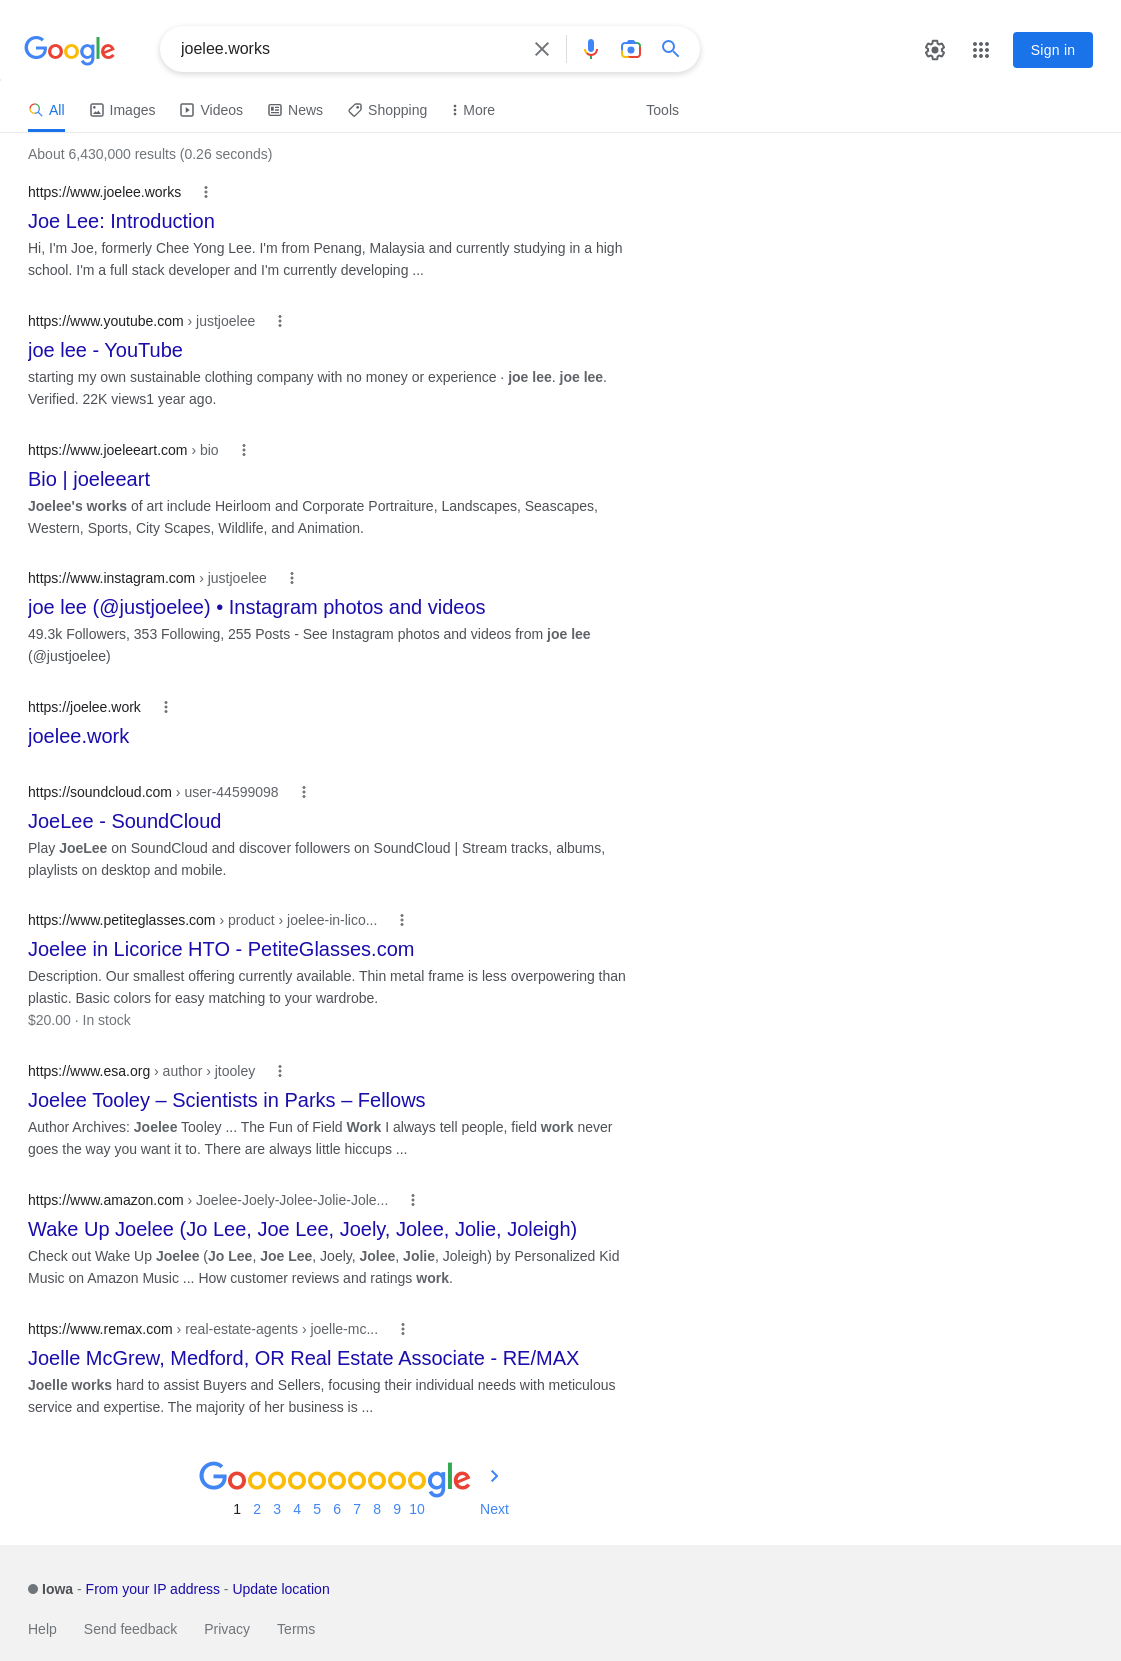 Google
joelee.works
Sign in
All Images Videos News Shopping More Tools
About 6,430,000 results (0.26 seconds)
https://www.joelee.works
Joe Lee: Introduction
Hi, I'm Joe, formerly Chee Yong Lee. I'm from Penang, Malaysia and currently studying in a high
school. I'm a full stack developer and I'm currently developing ...
https://www.youtube.com › justjoelee
joe lee - YouTube
starting my own sustainable clothing company with no money or experience · joe lee. joe lee.
Verified. 22K views1 year ago.
https://www.joeleeart.com › bio
Bio | joeleeart
Joelee's works of art include Heirloom and Corporate Portraiture, Landscapes, Seascapes,
Western, Sports, City Scapes, Wildlife, and Animation.
https://www.instagram.com › justjoelee
joe lee (@justjoelee) • Instagram photos and videos
49.3k Followers, 353 Following, 255 Posts - See Instagram photos and videos from joe lee
(@justjoelee)
https://joelee.work
joelee.work
https://soundcloud.com › user-44599098
JoeLee - SoundCloud
Play JoeLee on SoundCloud and discover followers on SoundCloud | Stream tracks, albums,
playlists on desktop and mobile.
https://www.petiteglasses.com › product › joelee-in-lico...
Joelee in Licorice HTO - PetiteGlasses.com
Description. Our smallest offering currently available. Thin metal frame is less overpowering than
plastic. Basic colors for easy matching to your wardrobe.
$20.00 · In stock
https://www.esa.org › author › jtooley
Joelee Tooley – Scientists in Parks – Fellows
Author Archives: Joelee Tooley ... The Fun of Field Work I always tell people, field work never
goes the way you want it to. There are always little hiccups ...
https://www.amazon.com › Joelee-Joely-Jolee-Jolie-Jole...
Wake Up Joelee (Jo Lee, Joe Lee, Joely, Jolee, Jolie, Joleigh)
Check out Wake Up Joelee (Jo Lee, Joe Lee, Joely, Jolee, Jolie, Joleigh) by Personalized Kid
Music on Amazon Music ... How customer reviews and ratings work.
https://www.remax.com › real-estate-agents › joelle-mc...
Joelle McGrew, Medford, OR Real Estate Associate - RE/MAX
Joelle works hard to assist Buyers and Sellers, focusing their individual needs with meticulous
service and expertise. The majority of her business is ...
Goooooooooogle
1 2 3 4 5 6 7 8 9 10 Next
Iowa - From your IP address - Update location
Help Send feedback Privacy Terms